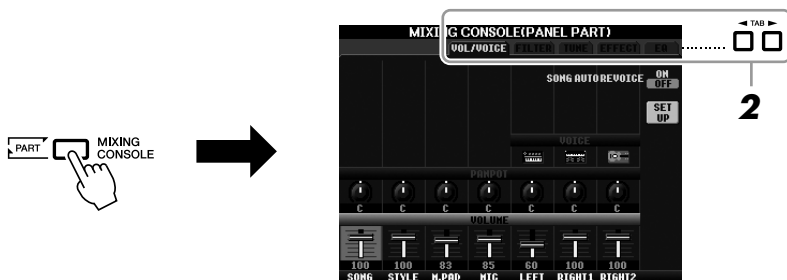 ◄ TAB ►
MIXING CONSOLE(PANEL PART)
VOL/VOICE FILTER TUNE EFFECT EQ
2
SONG AUTO REVOICE ON
OFF
SET UP
PART
MIXING CONSOLE
VOICE
PANPOT
C C C C C C C
VOLUME
100 100 83 85 60 100 100
SONG STYLE M.PAD MIC LEFT RIGHT1 RIGHT2